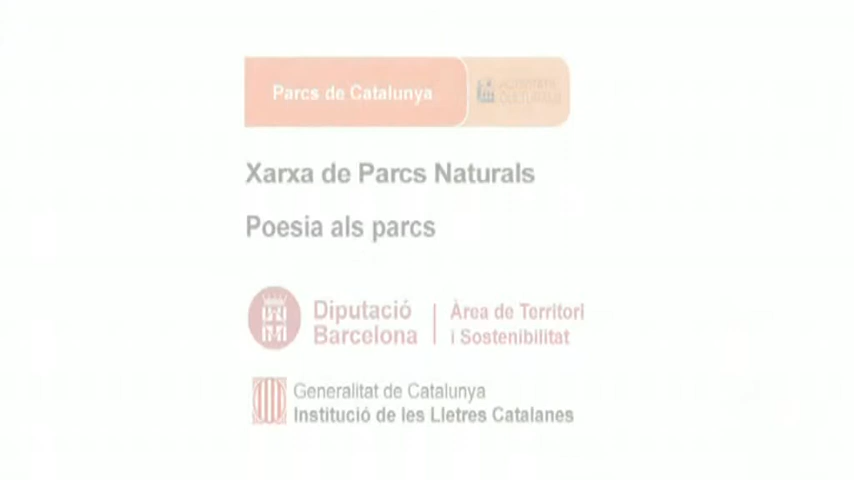 Parcs de Catalunya
Xarxa de Parcs Naturals
Poesia als parcs
Diputació
Barcelona
Àrea de Territori
i Sostenibilitat
Generalitat de Catalunya
Institució de les Lletres Catalanes